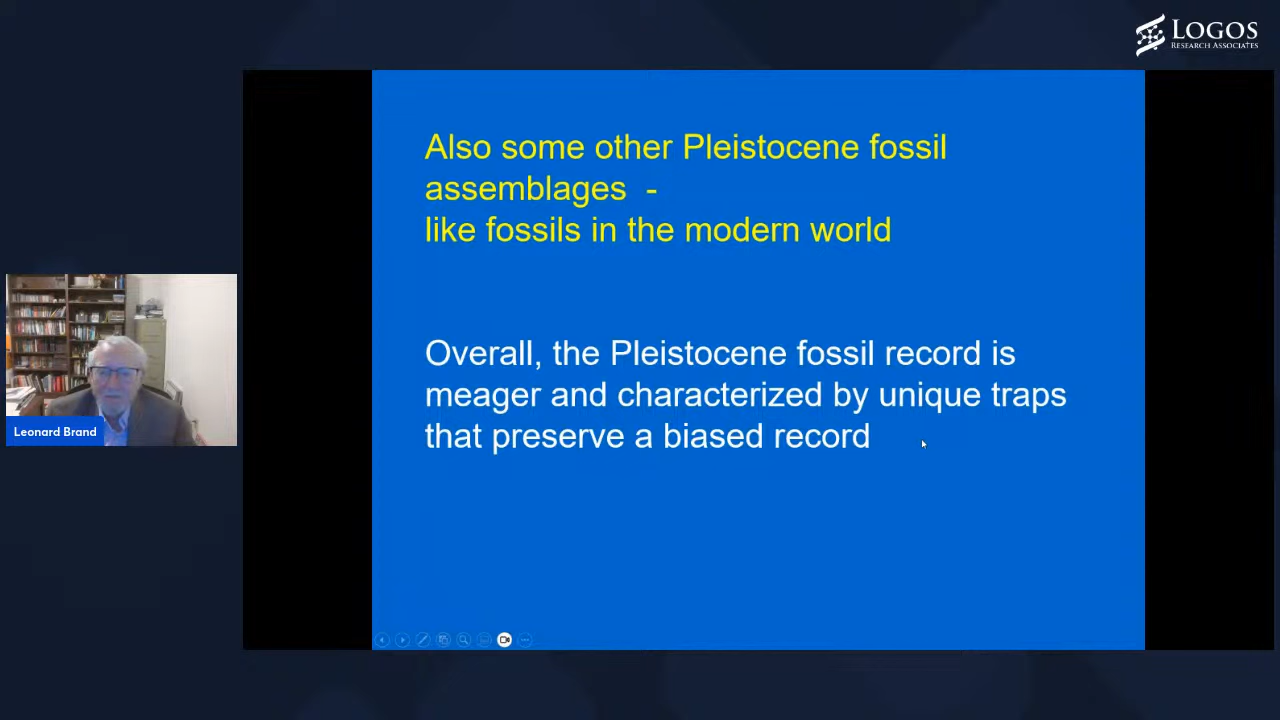 LOGOS
RESEARCH ASSOCIATES
Also some other Pleistocene fossil
assemblages -
like fossils in the modern world
Overall, the Pleistocene fossil record is
meager and characterized by unique traps
that preserve a biased record
Leonard Brand